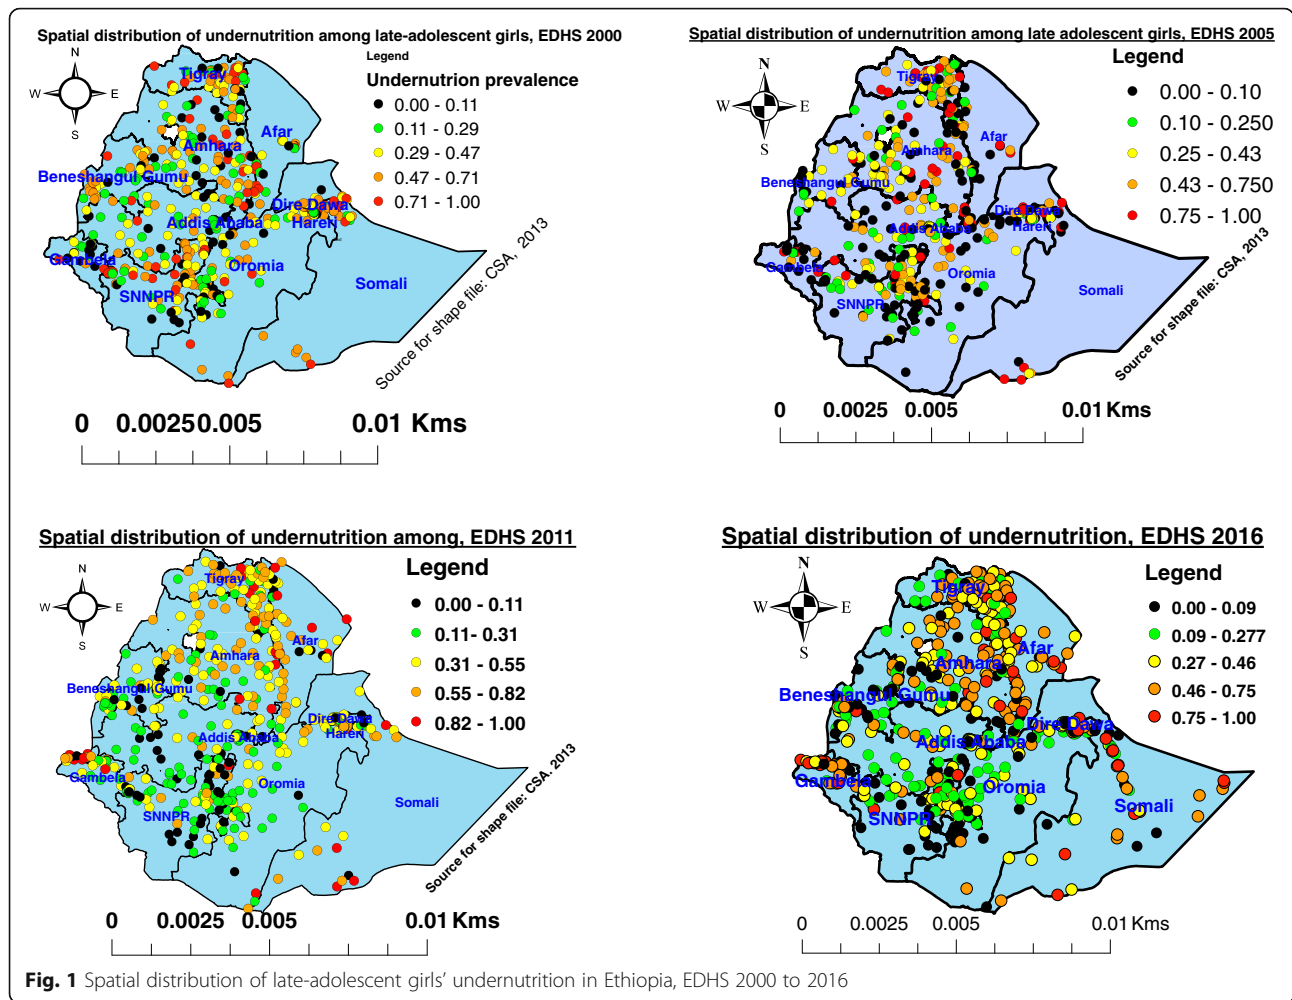 Spatial distribution of undernutrition among late-adolescent girls, EDHS 2000
Legend
Undernutrion prevalence
0.00 - 0.11
0.11 - 0.29
0.29 - 0.47
0.47 - 0.71
0.71 - 1.00
N
W
E
S
Tigray
Afar
Amhara
Beneshangul Gumu
Dire Dawa
Addis Ababa
Hareri
Gambela
Oromia
SNNPR
Somali
Source for shape file: CSA, 2013
0 0.0025 0.005 0.01 Kms
Spatial distribution of undernutrition among late adolescent girls, EDHS 2005
Legend
0.00 - 0.10
0.10 - 0.250
0.25 - 0.43
0.43 - 0.750
0.75 - 1.00
N
W
E
S
Tigray
Afar
Amhara
Beneshangul Gumu
Dire Dawa
Addis Ababa
Hareri
Gambela
Oromia
SNNPR
Somali
Source for shape file: CSA, 2013
0 0.0025 0.005 0.01 Kms
Spatial distribution of undernutrition among, EDHS 2011
Legend
0.00 - 0.11
0.11- 0.31
0.31 - 0.55
0.55 - 0.82
0.82 - 1.00
N
W
E
S
Tigray
Afar
Amhara
Beneshangul Gumu
Dire Dawa
Addis Ababa
Hareri
Gambela
Oromia
SNNPR
Somali
Source for shape file: CSA. 2013
0 0.0025 0.005 0.01 Kms
Spatial distribution of undernutrition, EDHS 2016
Legend
0.00 - 0.09
0.09 - 0.277
0.27 - 0.46
0.46 - 0.75
0.75 - 1.00
N
W
E
S
Tigray
Afar
Amhara
Beneshangul Gumu
Dire Dawa
Addis Ababa
Gambela
Oromia
SNNPR
Somali
0 0.0025 0.005 0.01 Kms
Fig. 1 Spatial distribution of late-adolescent girls' undernutrition in Ethiopia, EDHS 2000 to 2016